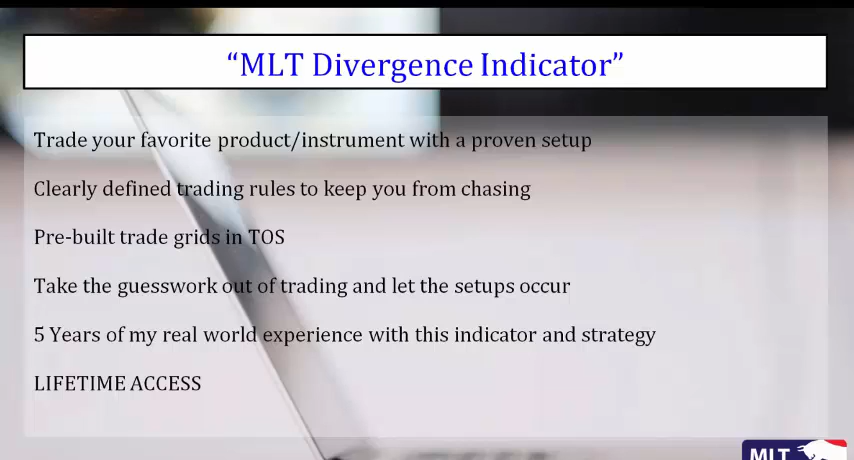 “MLT Divergence Indicator”
Trade your favorite product/instrument with a proven setup
Clearly defined trading rules to keep you from chasing
Pre-built trade grids in TOS
Take the guesswork out of trading and let the setups occur
5 Years of my real world experience with this indicator and strategy
LIFETIME ACCESS
MLT